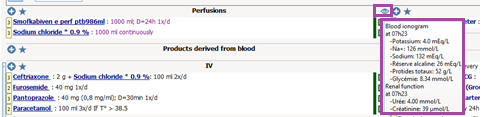 Perfusions
Smofkabiven e perf ptb986ml : 1000 ml; D=24h 1x/d
Sodium chloride * 0.9 % : 1000 ml continuously
Products derived from blood
IV
Ceftriaxone : 2 g + Sodium chloride * 0.9 % : 100 ml 2x/d
Furosemide : 40 mg 1x/d
Pantoprazole : 40 mg (0,8 mg/ml); D=30mn 1x/d
Paracetamol : 100 ml 3x/d If T° > 38.5
Blood ionogram
at 07h23
-Potassium: 4.0 mEq/L
-Na+: 126 mmol/L
-Sodium: 132 mEq/L
-Réserve alcaline: 26 mEq/L
-Protides totaux: 52 g/L
-Glycémie: 8.34 mmol/L
Renal function
at 07h23
-Urée: 4.00 mmol/L
-Créatinine: 39 µmol/L